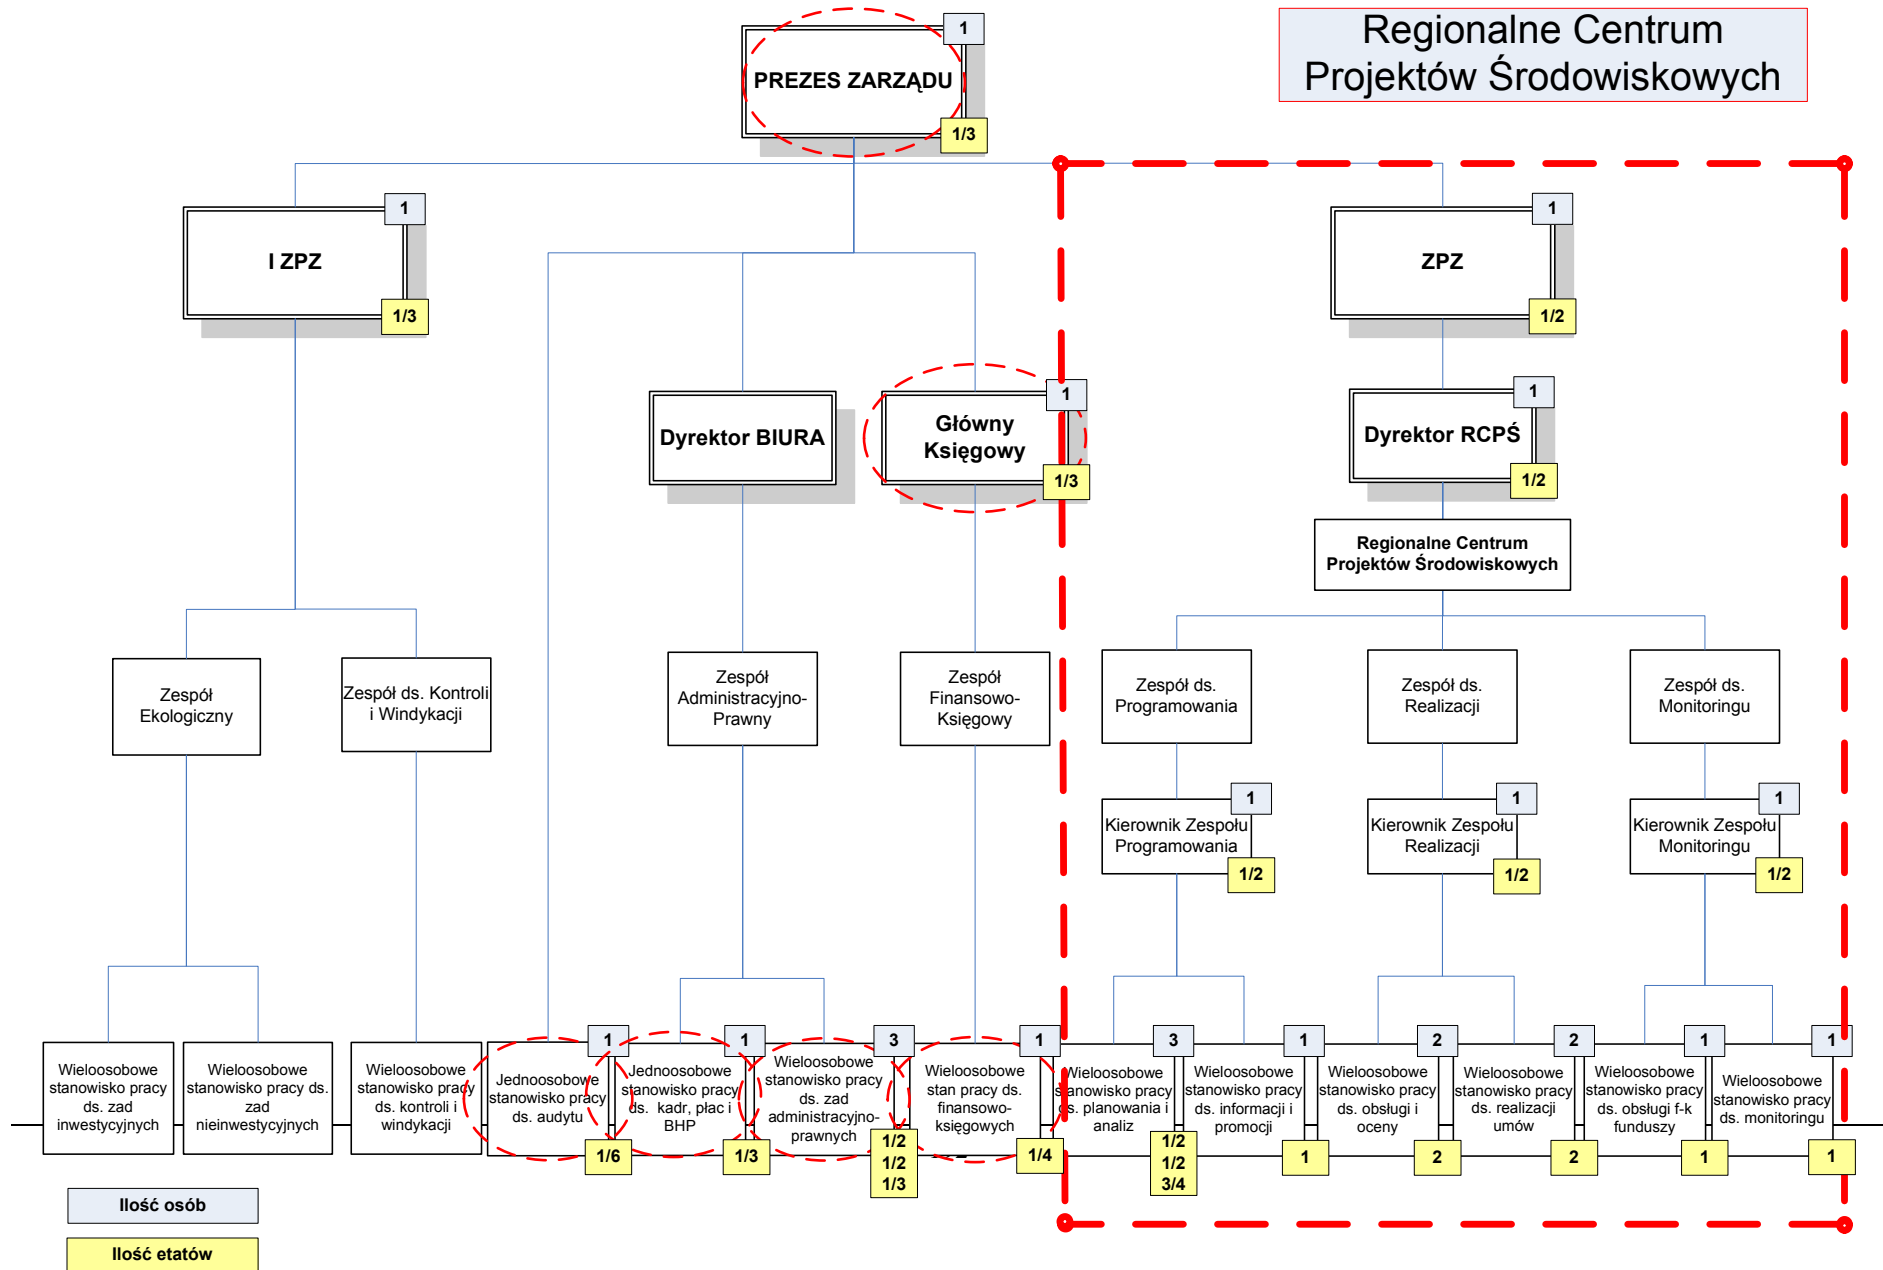 Regionalne Centrum
Projektów Środowiskowych
1
PREZES ZARZĄDU
1/3
1
I ZPZ
1/3
1
ZPZ
1/2
Dyrektor BIURA
1
Główny
Księgowy
1/3
1
Dyrektor RCPŚ
1/2
Regionalne Centrum
Projektów Środowiskowych
Zespół
Ekologiczny
Zespół ds. Kontroli
i Windykacji
Zespół
Administracyjno-
Prawny
Zespół
Finansowo-
Księgowy
Zespół ds.
Programowania
Zespół ds.
Realizacji
Zespół ds.
Monitoringu
1
Kierownik Zespołu
Programowania
1/2
1
Kierownik Zespołu
Realizacji
1/2
1
Kierownik Zespołu
Monitoringu
1/2
Wieloosobowe
stanowisko pracy
ds. zad
inwestycyjnych
Wieloosobowe
stanowisko pracy ds.
zad
nieinwestycyjnych
Wieloosobowe
stanowisko pracy
ds. kontroli i
windykacji
1
Jednoosobowe
stanowisko pracy
ds. audytu
1/6
1
Jednoosobowe
stanowisko pracy
ds. kadr, płac i
BHP
1/3
3
Wieloosobowe
stanowisko pracy
ds. zad
administracyjno-
prawnych
1/2
1/2
1/3
1
Wieloosobowe
stan pracy ds.
finansowo-
księgowych
1/4
3
Wieloosobowe
stanowisko pracy
ds. planowania i
analiz
1/2
1/2
3/4
1
Wieloosobowe
stanowisko pracy
ds. informacji i
promocji
1
2
Wieloosobowe
stanowisko pracy
ds. obsługi i
oceny
2
2
Wieloosobowe
stanowisko pracy
ds. realizacji
umów
2
1
Wieloosobowe
stanowisko pracy
ds. obsługi f-k
funduszy
1
1
Wieloosobowe
stanowisko pracy
ds. monitoringu
1
Ilość osób
Ilość etatów